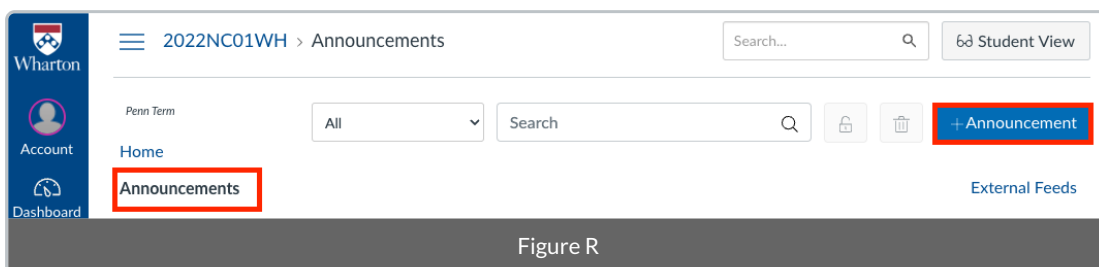 Wharton
2022NC01WH > Announcements
Search...
Student View
Penn Term
All
Search
+Announcement
Account
Home
Announcements
External Feeds
Dashboard
Figure R